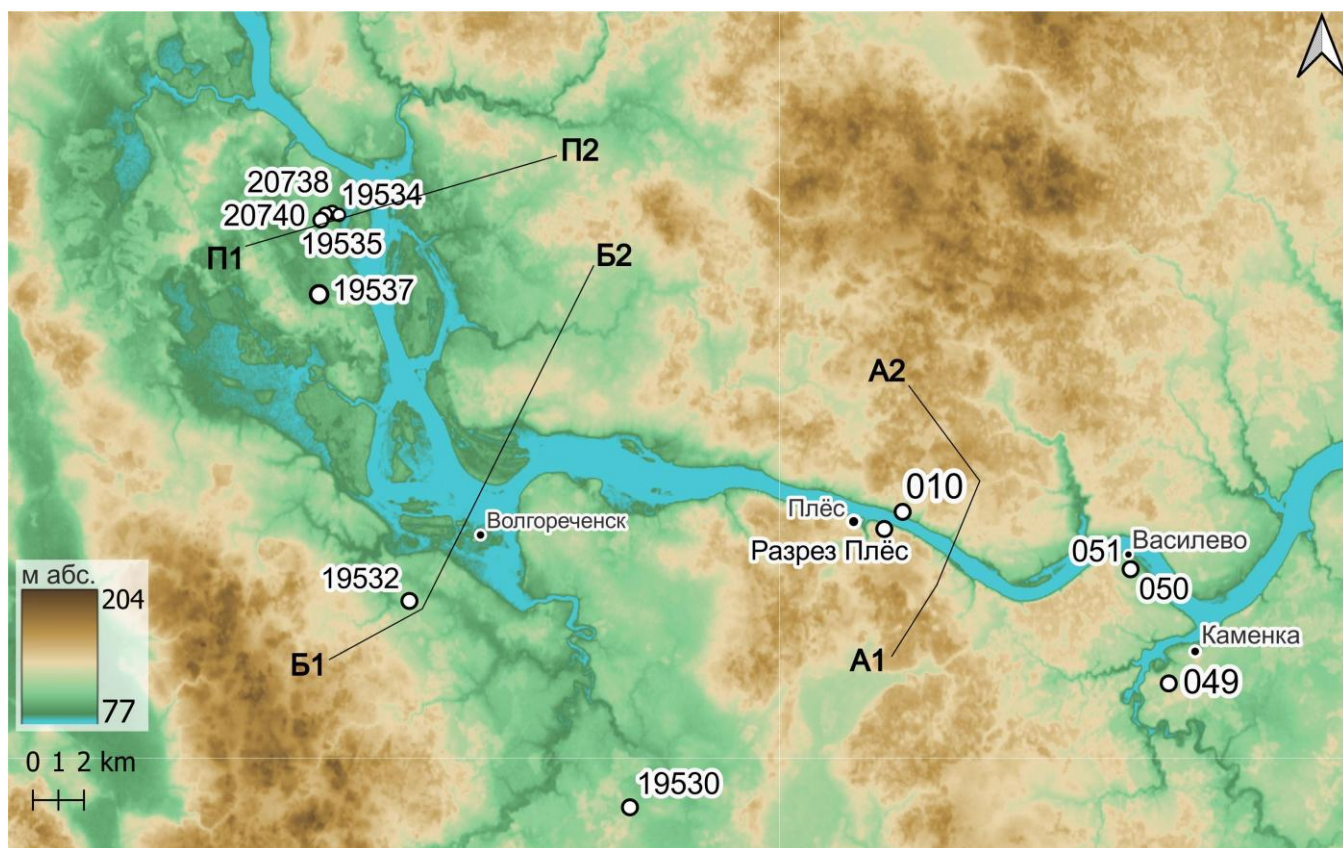 П2
20738
19534
20740
19535
П1
Б2
19537
А2
010
Плёс
Волгореченск
Разрез Плёс
051
Василево
050
м абс.
204
77
19532
Каменка
Б1
А1
049
0 1 2 km
19530